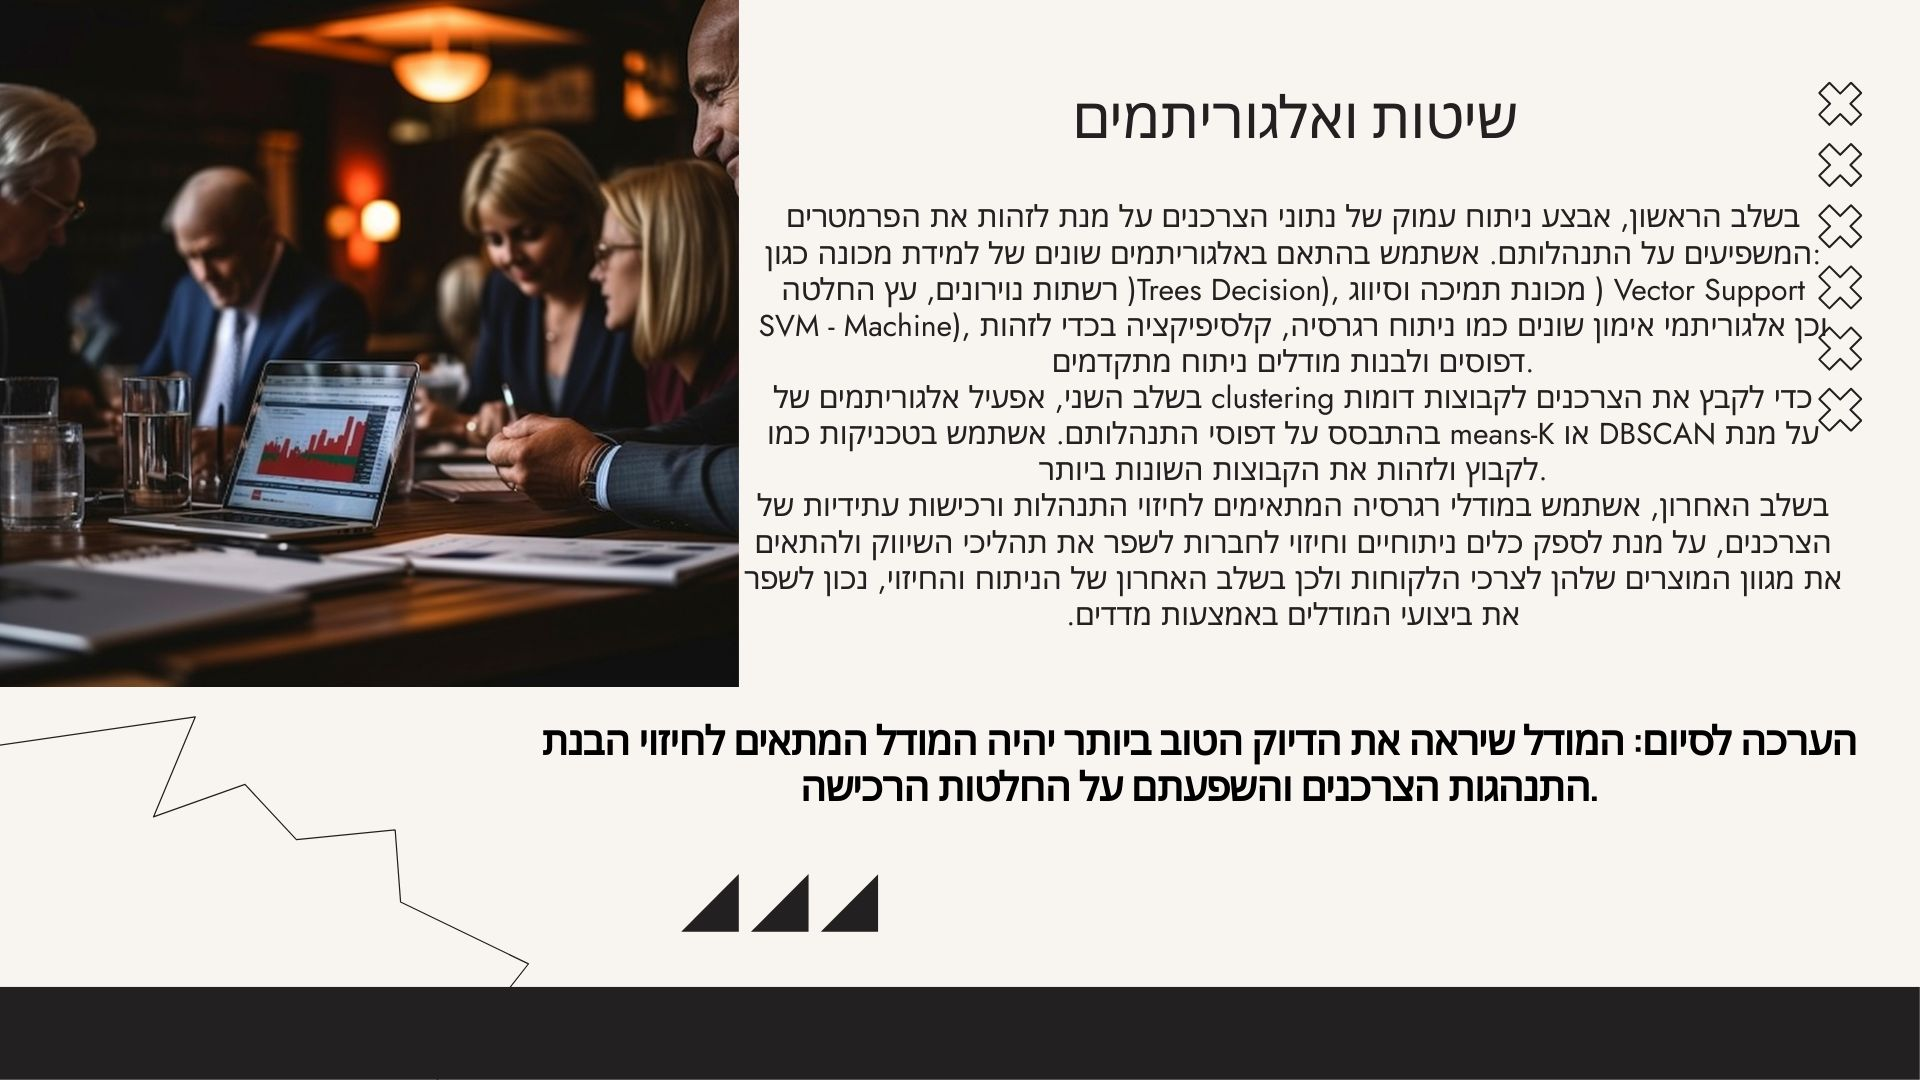 שיטות ואלגוריתמים
בשלב הראשון, אבצע ניתוח עמוק של נתוני הצרכנים על מנת לזהות את הפרמטרים
:המשפיעים על התנהלותם. אשתמש בהתאם באלגוריתמים שונים של למידת מכונה כגון
Vector Support ( מכונת תמיכה וסיווג ,(Trees Decision( רשתות נוירונים, עץ החלטה
וכן אלגוריתמי אימון שונים כמו ניתוח רגרסיה, קלסיפיקציה בכדי לזהות ,(SVM - Machine
.דפוסים ולבנות מודלים ניתוח מתקדמים
כדי לקבץ את הצרכנים לקבוצות דומות clustering בשלב השני, אפעיל אלגוריתמים של
על מנת DBSCAN או means-K בהתבסס על דפוסי התנהלותם. אשתמש בטכניקות כמו
.לקבוץ ולזהות את הקבוצות השונות ביותר
בשלב האחרון, אשתמש במודלי רגרסיה המתאימים לחיזוי התנהלות ורכישות עתידיות של
הצרכנים, על מנת לספק כלים ניתוחיים וחיזוי לחברות לשפר את תהליכי השיווק ולהתאים
את מגוון המוצרים שלהן לצרכי הלקוחות ולכן בשלב האחרון של הניתוח והחיזוי, נכון לשפר
את ביצועי המודלים באמצעות מדדים.
הערכה לסיום: המודל שיראה את הדיוק הטוב ביותר יהיה המודל המתאים לחיזוי הבנת
.התנהגות הצרכנים והשפעתם על החלטות הרכישה